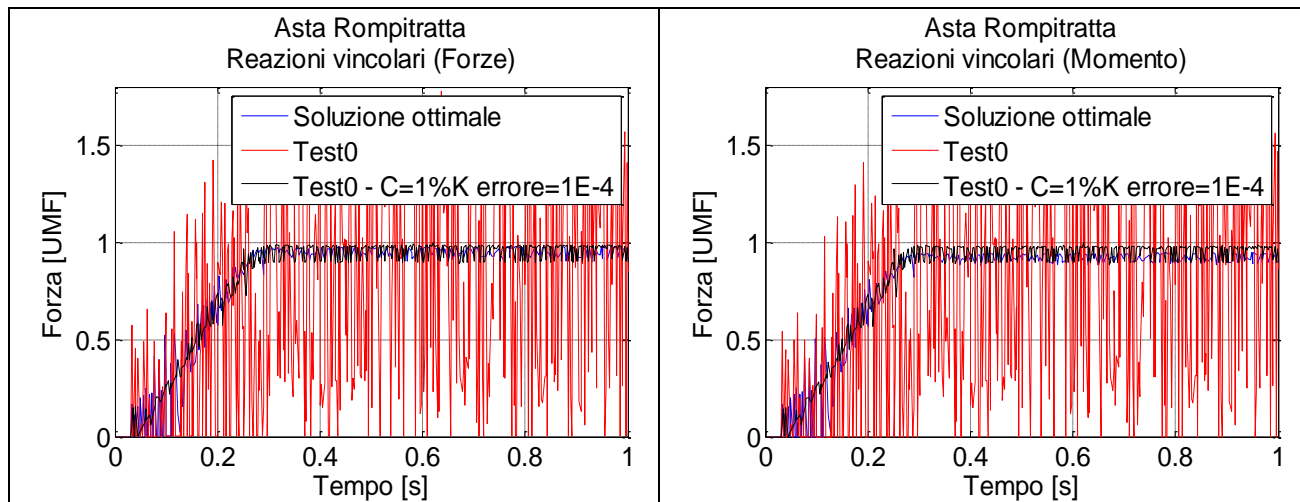 Asta Rompitratta
Reazioni vincolari (Forze)
Soluzione ottimale
Test0
Test0 - C=1%K errore=1E-4
Forza [UMF]
1.5
1
0.5
0
0
0.2
0.4
0.6
0.8
1
Tempo [s]
Asta Rompitratta
Reazioni vincolari (Momento)
Soluzione ottimale
Test0
Test0 - C=1%K errore=1E-4
Forza [UMF]
1.5
1
0.5
0
0
0.2
0.4
0.6
0.8
1
Tempo [s]